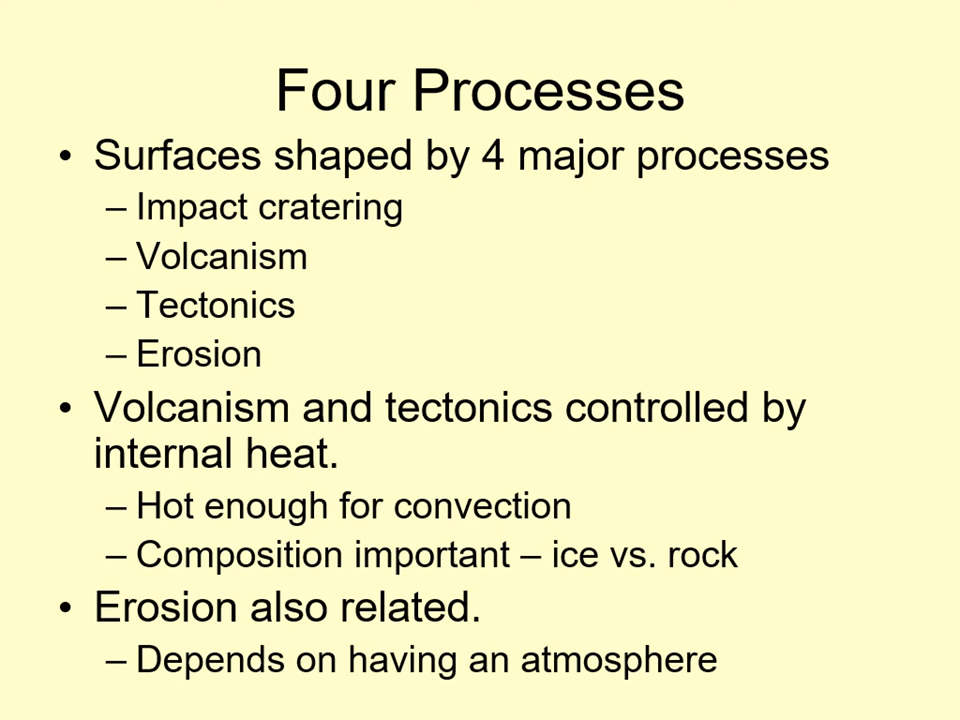 Four Processes
• Surfaces shaped by 4 major processes
– Impact cratering
– Volcanism
– Tectonics
– Erosion
• Volcanism and tectonics controlled by
internal heat.
– Hot enough for convection
– Composition important – ice vs. rock
• Erosion also related.
– Depends on having an atmosphere